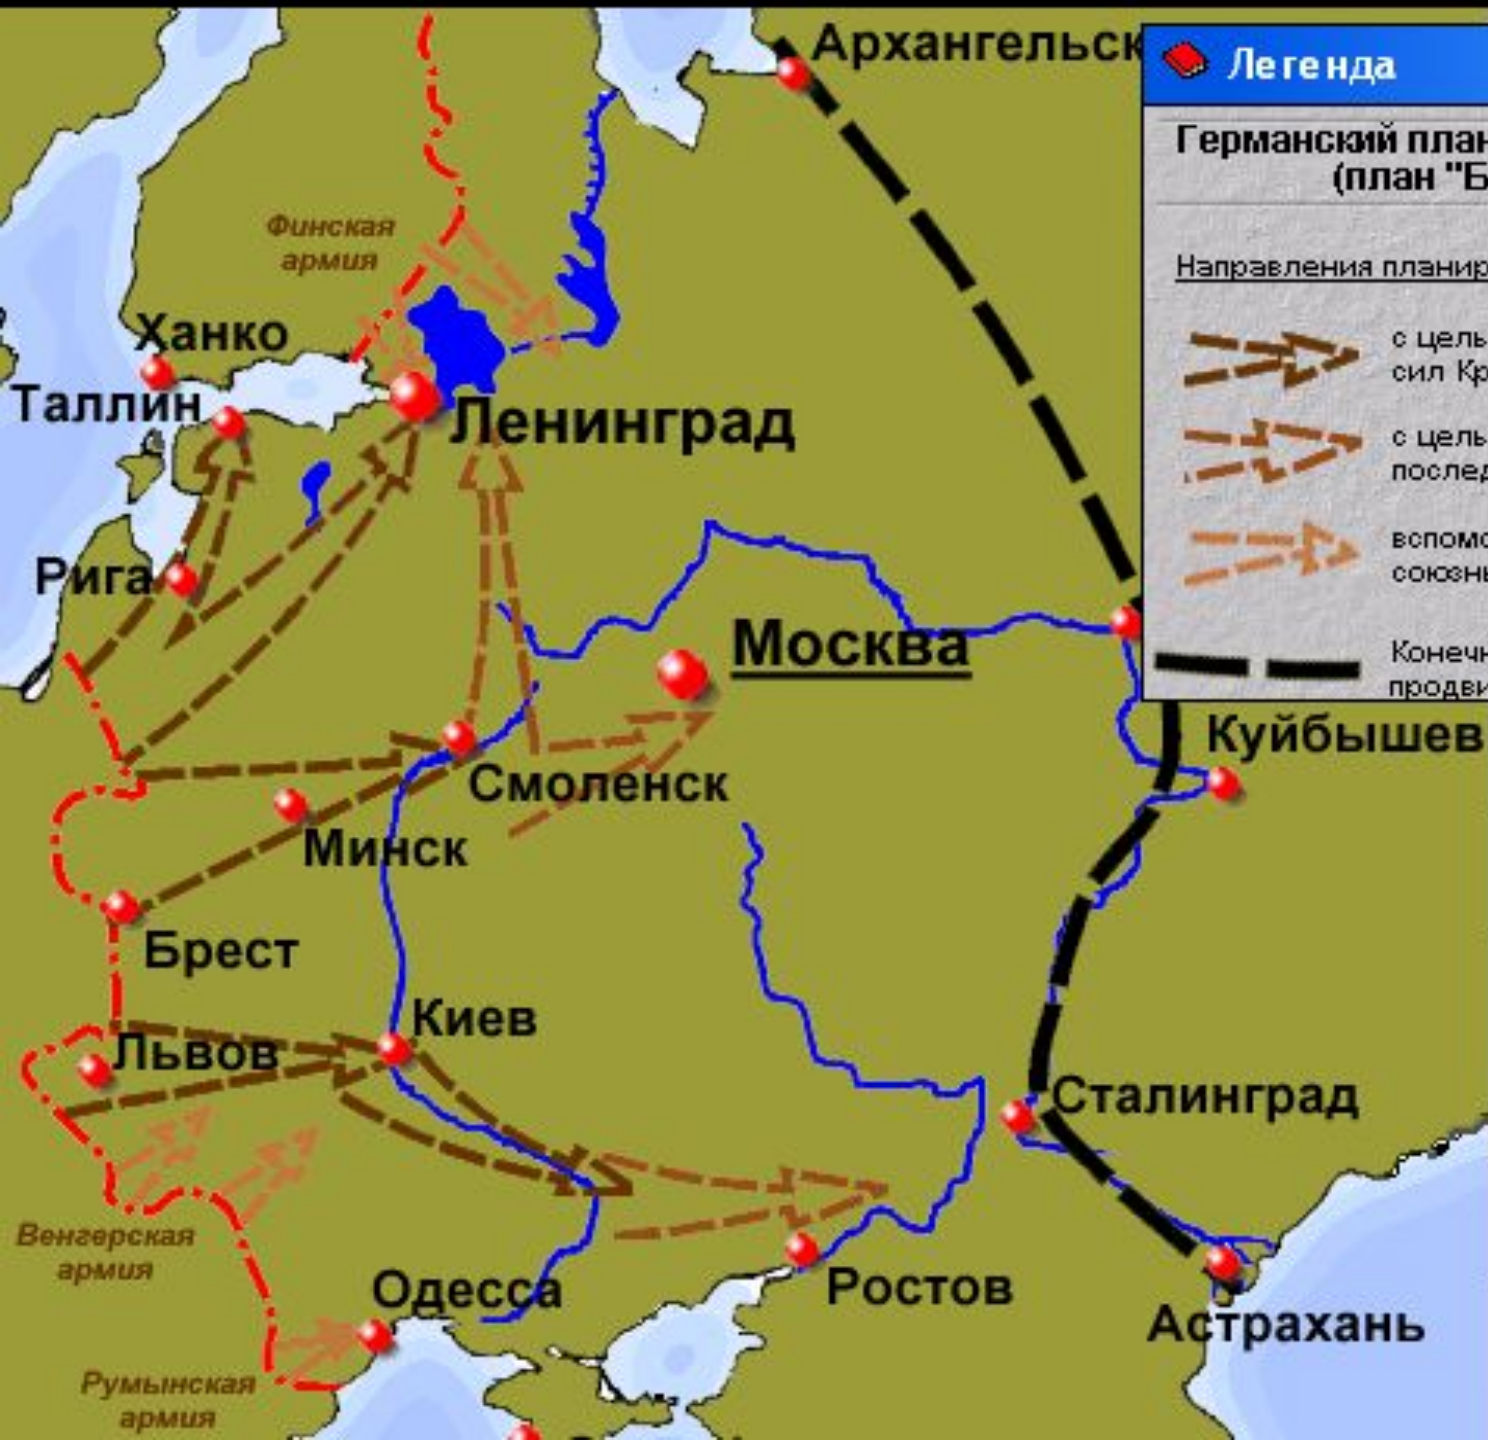 Архангельск
Легенда
Германский план
(план "Б
Направления планир
с цель
сил Кр
с цель
послед
вспомо
союзны
Конечн
продви
Финская
армия
Ханко
Таллин
Ленинград
Рига
Москва
Куйбышев
Смоленск
Минск
Брест
Киев
Львов
Сталинград
Венгерская
армия
Одесса
Ростов
Астрахань
Румынская
армия